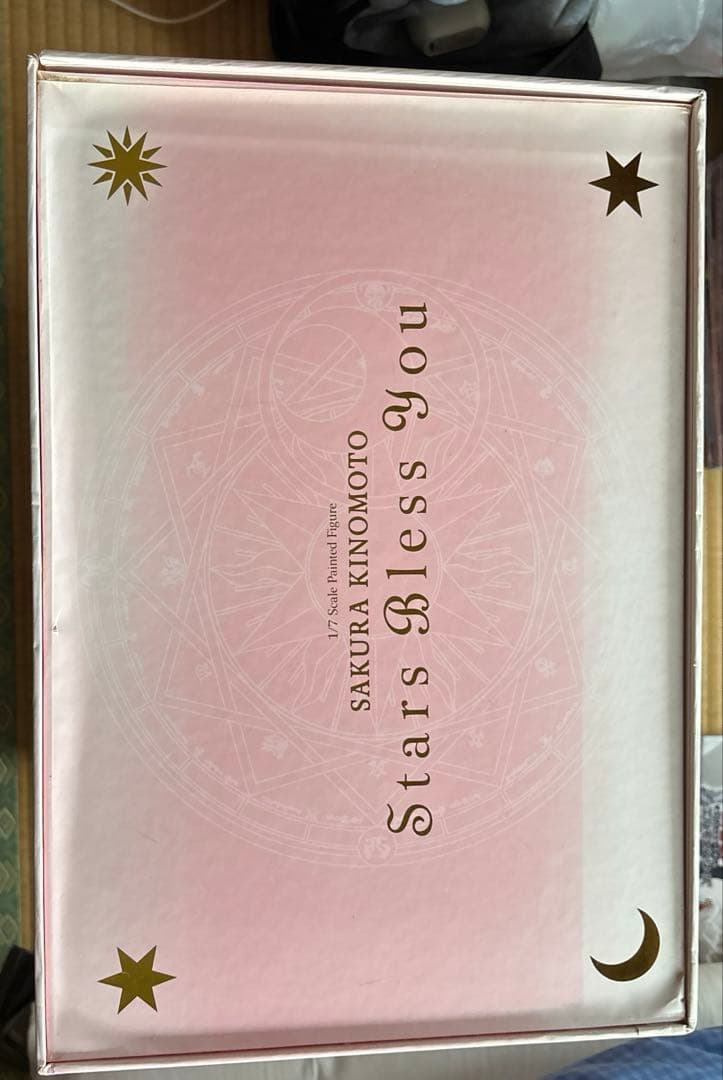 1/7 Scale Painted Figure
SAKURA KINOMOTO
Stars Bless You